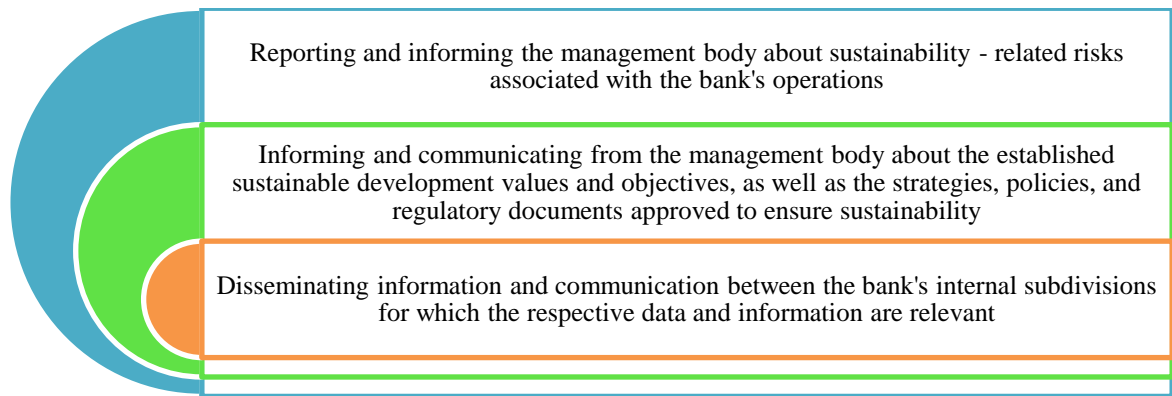 Reporting and informing the management body about sustainability - related risks
associated with the bank's operations
Informing and communicating from the management body about the established
sustainable development values and objectives, as well as the strategies, policies, and
regulatory documents approved to ensure sustainability
Disseminating information and communication between the bank's internal subdivisions
for which the respective data and information are relevant